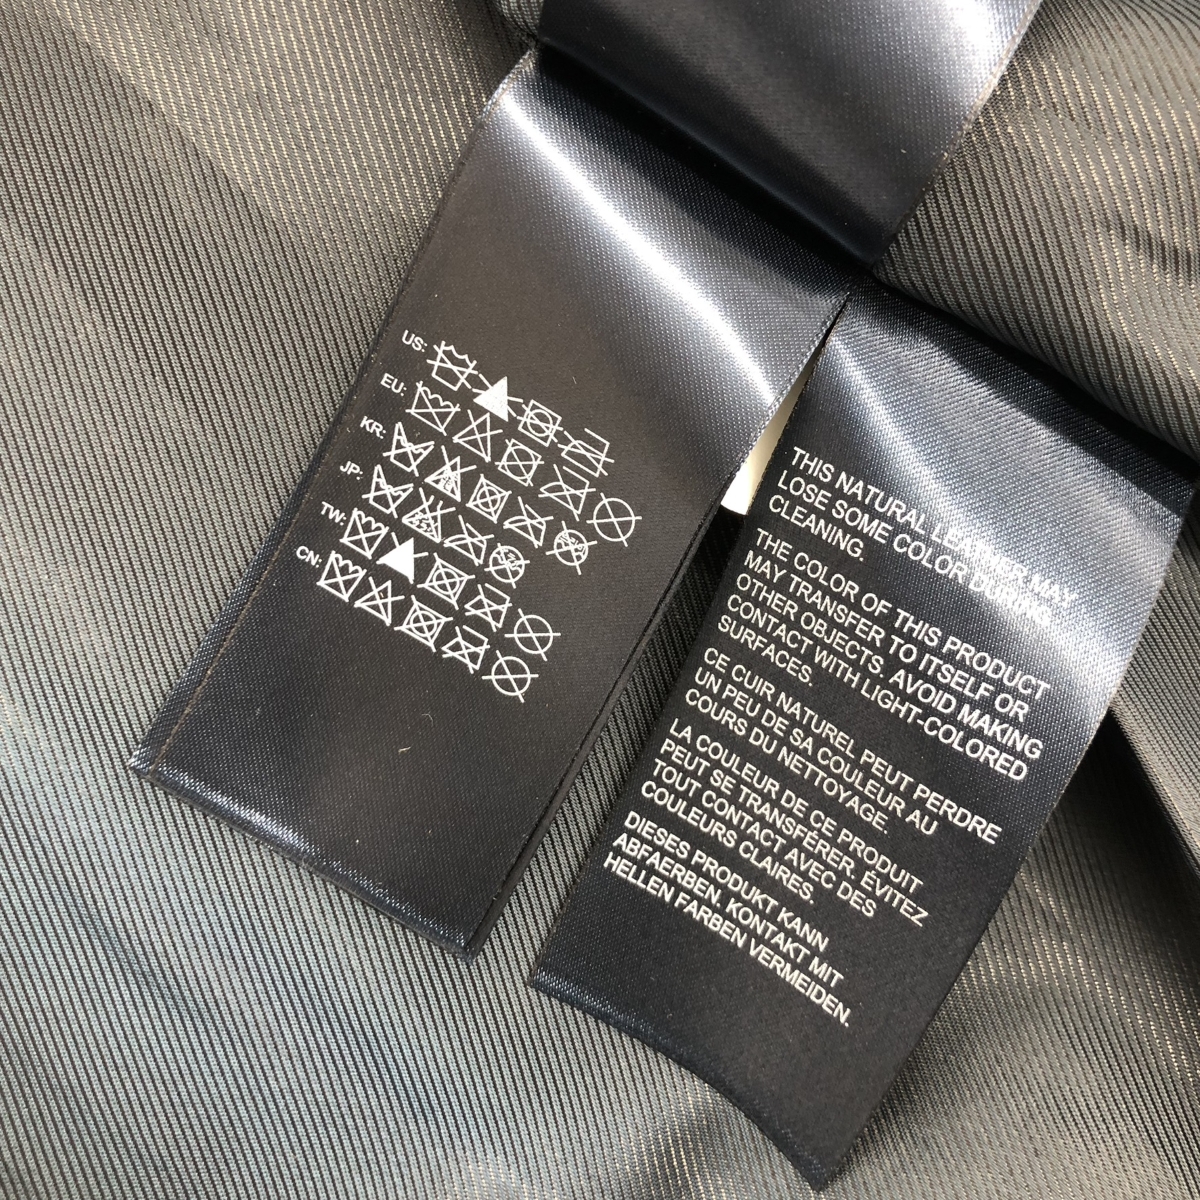 US:
EU:
KR:
JP:
TW:
CN:
THIS NATURAL LEATHER MAY
LOSE SOME COLOR DURING
CLEANING.
THE COLOR OF THIS PRODUCT
MAY TRANSFER TO ITSELF OR
OTHER OBJECTS. AVOID MAKING
CONTACT WITH LIGHT-COLORED
SURFACES.
CE CUIR NATUREL PEUT PERDRE
UN PEU DE SA COULEUR AU
COURS DU NETTOYAGE.
LA COULEUR DE CE PRODUIT
PEUT SE TRANSFÉRER. ÉVITEZ
TOUT CONTACT AVEC DES
COULEURS CLAIRES.
DIESES PRODUKT KANN
ABFAERBEN. KONTAKT MIT
HELLEN FARBEN VERMEIDEN.